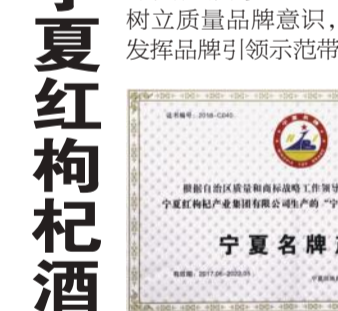 宁夏红枸杞酒
树立质量品牌意识，
发挥品牌引领示范带
证书编号：2018-C040
根据自治区质量和商标战略工作领导
宁夏红枸杞产业集团有限公司生产的“宁
宁夏名牌产
有效期：2017.06-2020.05